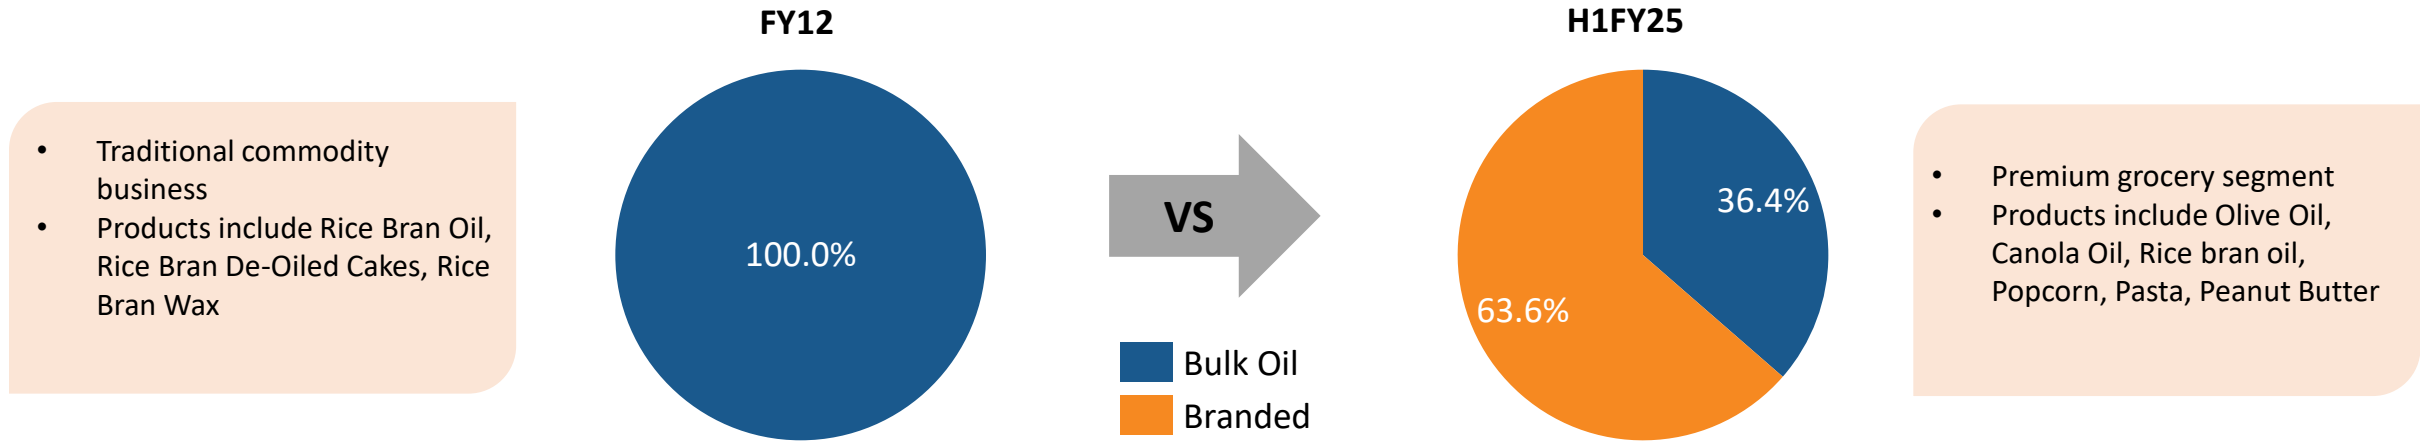 FY12
H1FY25
• Traditional commodity
business
• Products include Rice Bran Oil,
Rice Bran De-Oiled Cakes, Rice
Bran Wax
100.0%
VS
36.4%
63.6%
Bulk Oil
Branded
• Premium grocery segment
• Products include Olive Oil,
Canola Oil, Rice bran oil,
Popcorn, Pasta, Peanut Butter